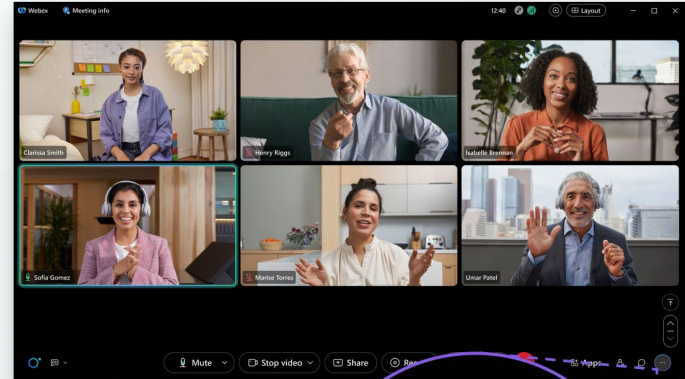 Webex
Meeting info
12:40
Layout
Clarissa Smith
Henry Riggs
Isabelle Brennan
Sofia Gomez
Marise Torres
Umar Patel
Mute
Stop video
Share
Apps